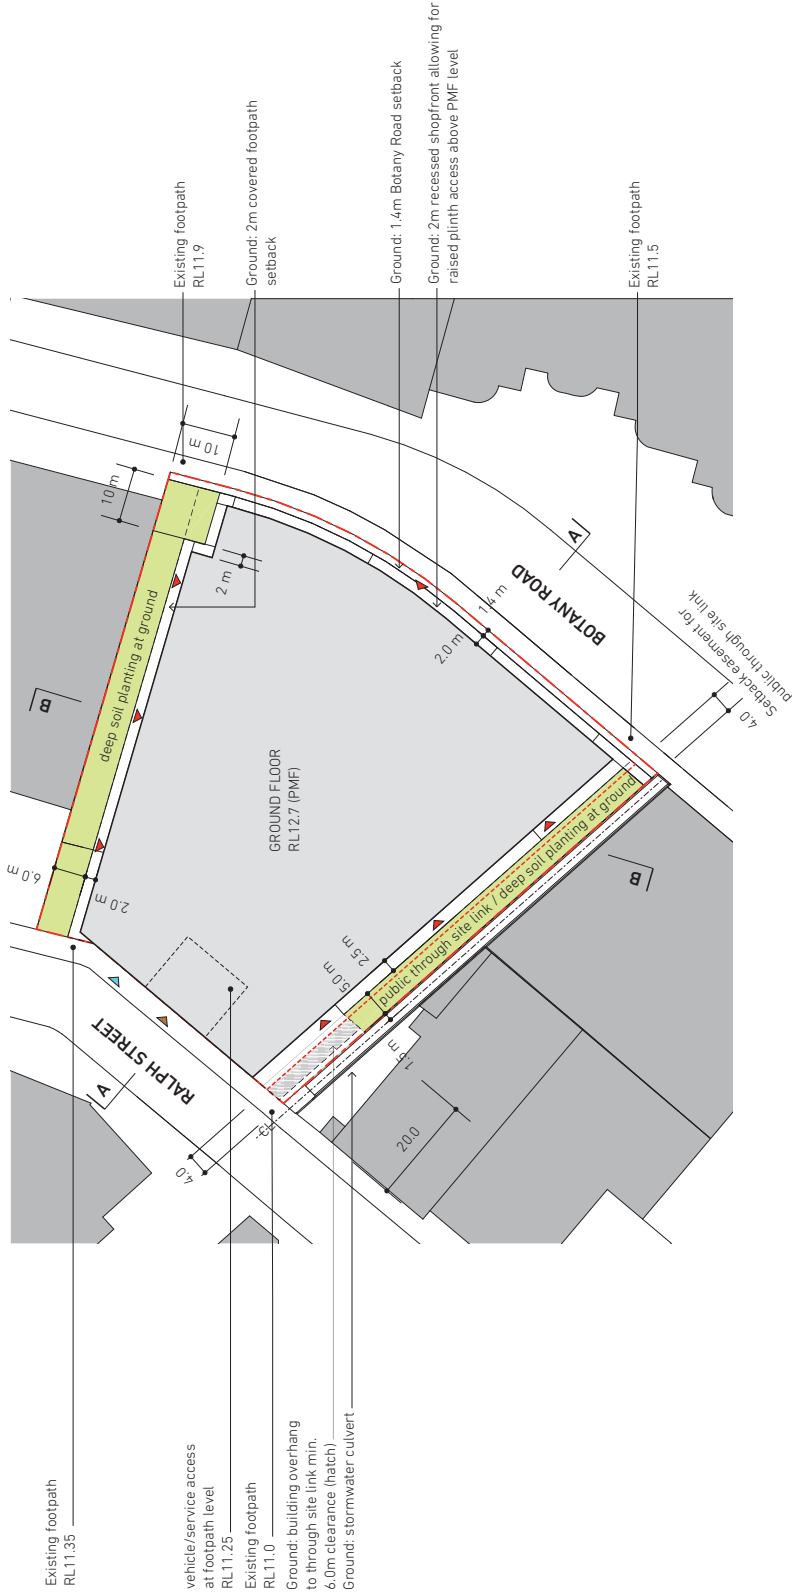 Existing footpath
RL11.9
Ground: 2m covered footpath
setback
Ground: 1.4m Botany Road setback
Ground: 2m recessed shopfront allowing for
raised plinth access above PMF level
Existing footpath
RL11.5
10 m
10 m
2 m
deep soil planting at ground
B
6.0 m
2.0 m
GROUND FLOOR
RL12.7 (PMF)
A
BOTANY ROAD
1.4 m
2.0 m
Setback easement for
public through site link
4.0
public through site link / deep soil planting at ground
B
2.5 m
5.0 m
1.5 m
RALPH STREET
A
4.0
20.0
Existing footpath
RL11.35
vehicle/service access
at footpath level
RL11.25
Existing footpath
RL11.0
Ground: building overhang
to through site link min.
6.0m clearance (hatch)
Ground: stormwater culvert